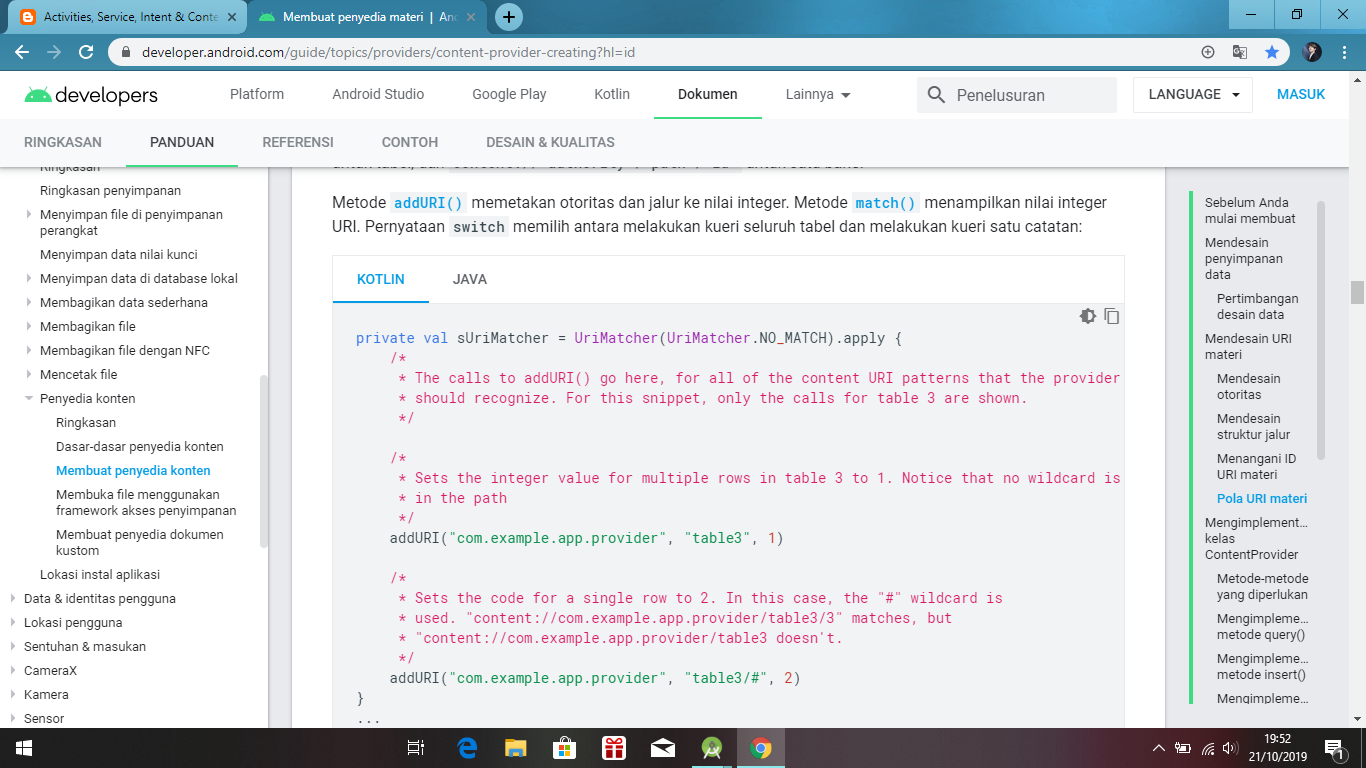 Activities, Service, Intent & Conte
Membuat penyedia materi | An
developer.android.com/guide/topics/providers/content-provider-creating?hl=id
developers
Platform
Android Studio
Google Play
Kotlin
Dokumen
Lainnya
Penelusuran
LANGUAGE
MASUK
RINGKASAN
PANDUAN
REFERENSI
CONTOH
DESAIN & KUALITAS
Ringkasan
Ringkasan penyimpanan
Menyimpan file di penyimpanan
perangkat
Menyimpan data nilai kunci
Menyimpan data di database lokal
Membagikan data sederhana
Membagikan file
Membagikan file dengan NFC
Mencetak file
Penyedia konten
Ringkasan
Dasar-dasar penyedia konten
Membuat penyedia konten
Membuka file menggunakan
framework akses penyimpanan
Membuat penyedia dokumen
kustom
Lokasi instal aplikasi
Data & identitas pengguna
Lokasi pengguna
Sentuhan & masukan
CameraX
Kamera
Sensor
Metode addURI() memetakan otoritas dan jalur ke nilai integer. Metode match() menampilkan nilai integer
URI. Pernyataan switch memilih antara melakukan kueri seluruh tabel dan melakukan kueri satu catatan:
KOTLIN
JAVA
private val sUriMatcher = UriMatcher(UriMatcher.NO_MATCH).apply {
/*
* The calls to addURI() go here, for all of the content URI patterns that the provider
* should recognize. For this snippet, only the calls for table 3 are shown.
*/
/*
* Sets the integer value for multiple rows in table 3 to 1. Notice that no wildcard is
* in the path
*/
addURI("com.example.app.provider", "table3", 1)
/*
* Sets the code for a single row to 2. In this case, the "#" wildcard is
* used. "content://com.example.app.provider/table3/3" matches, but
* "content://com.example.app.provider/table3 doesn't.
*/
addURI("com.example.app.provider", "table3/#", 2)
}
...
Sebelum Anda
mulai membuat
Mendesain
penyimpanan
data
Pertimbangan
desain data
Mendesain URI
materi
Mendesain
otoritas
Mendesain
struktur jalur
Menangani ID
URI materi
Pola URI materi
Mengimplement...
kelas
ContentProvider
Metode-metode
yang diperlukan
Mengimpleme...
metode query()
Mengimpleme...
metode insert()
Mengimpleme...
19:52
21/10/2019
1